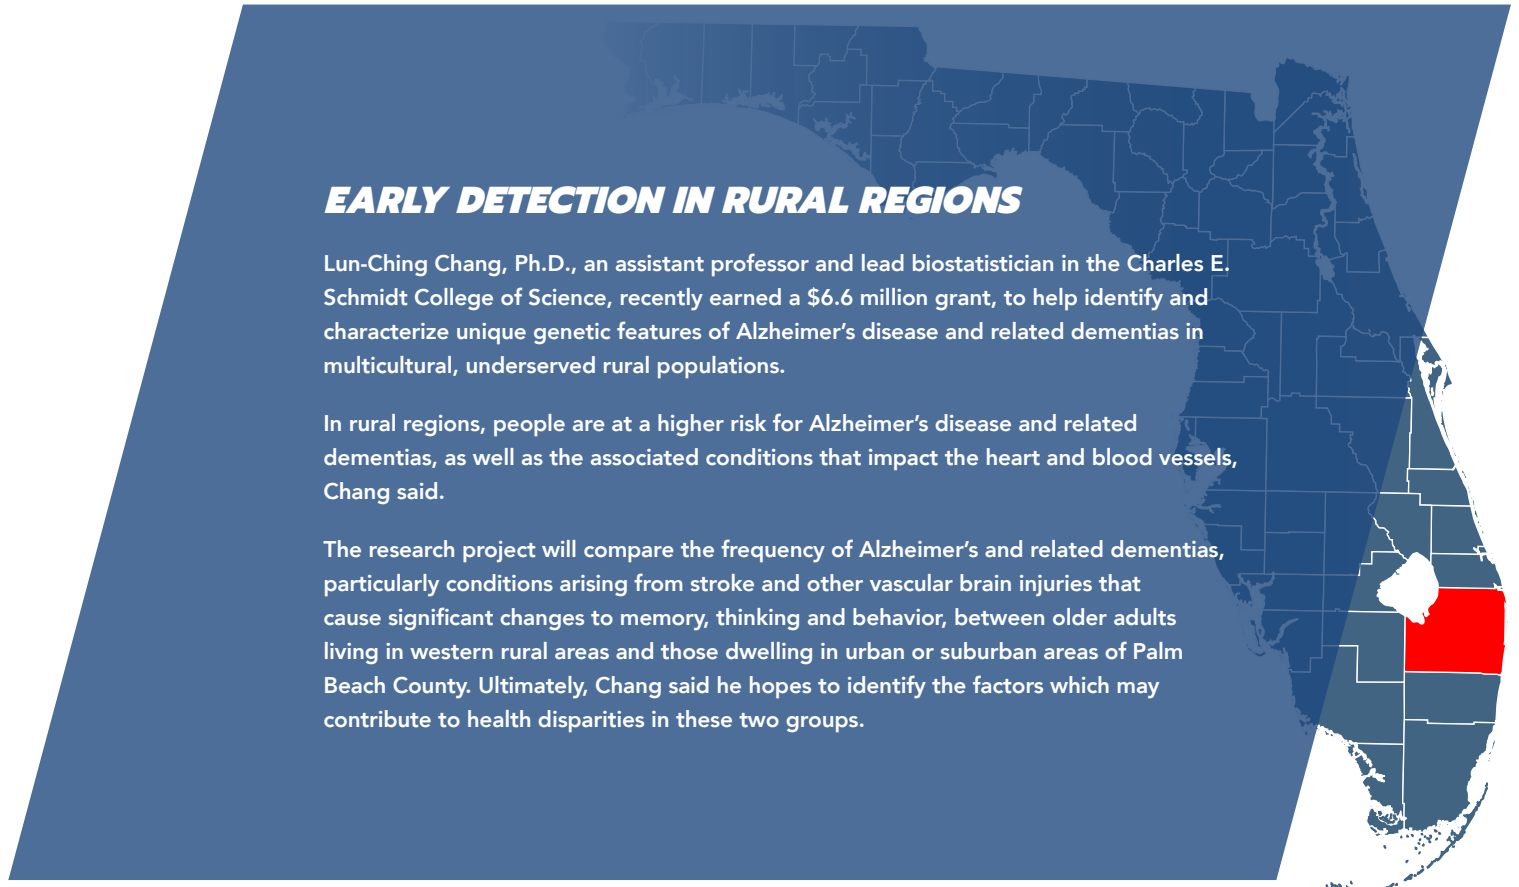 EARLY DETECTION IN RURAL REGIONS
Lun-Ching Chang, Ph.D., an assistant professor and lead biostatistician in the Charles E.
Schmidt College of Science, recently earned a $6.6 million grant, to help identify and
characterize unique genetic features of Alzheimer’s disease and related dementias in
multicultural, underserved rural populations.
In rural regions, people are at a higher risk for Alzheimer’s disease and related
dementias, as well as the associated conditions that impact the heart and blood vessels,
Chang said.
The research project will compare the frequency of Alzheimer’s and related dementias,
particularly conditions arising from stroke and other vascular brain injuries that
cause significant changes to memory, thinking and behavior, between older adults
living in western rural areas and those dwelling in urban or suburban areas of Palm
Beach County. Ultimately, Chang said he hopes to identify the factors which may
contribute to health disparities in these two groups.